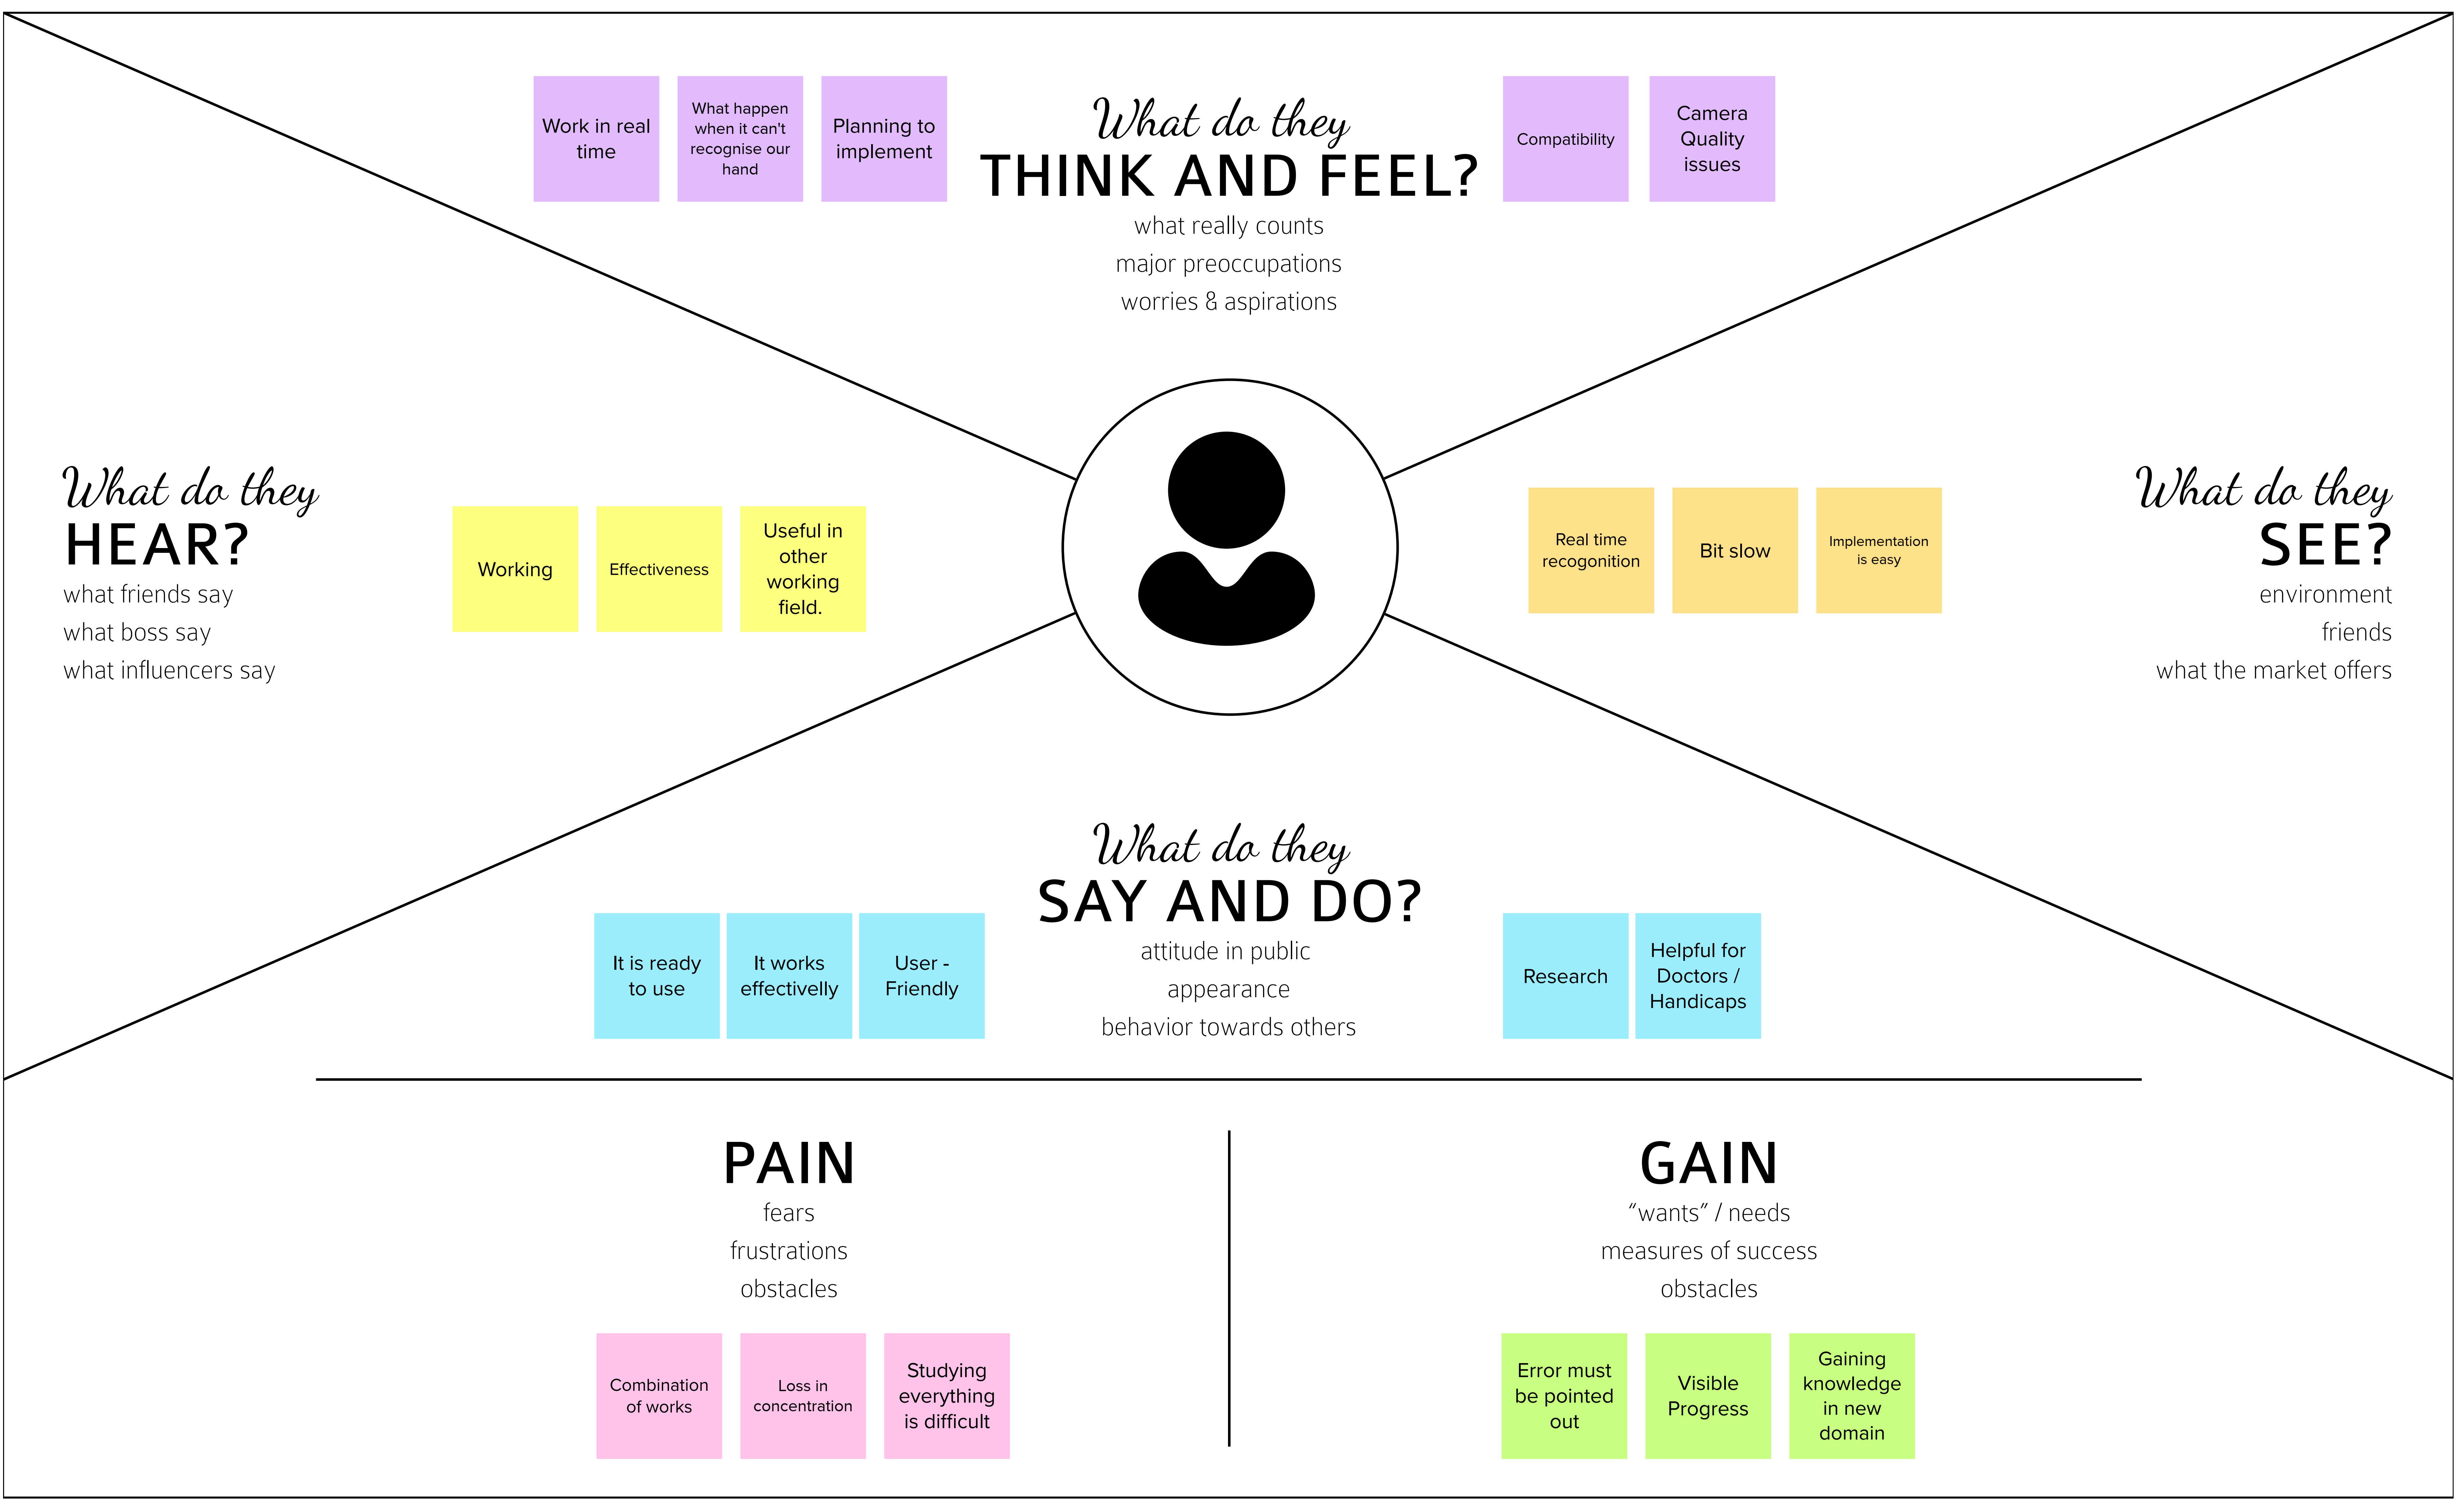 Work in real
time
What happen
when it can't
recognise our
hand
Planning to
implement
What do they
THINK AND FEEL?
what really counts
major preoccupations
worries & aspirations
Compatibility
Camera
Quality
issues
What do they
HEAR?
what friends say
what boss say
what influencers say
Working
Effectiveness
Useful in
other
working
field.
Real time
recogonition
Bit slow
Implementation
is easy
What do they
SEE?
environment
friends
what the market offers
What do they
SAY AND DO?
attitude in public
appearance
behavior towards others
It is ready
to use
It works
effectivelly
User -
Friendly
Research
Helpful for
Doctors /
Handicaps
PAIN
fears
frustrations
obstacles
Combination
of works
Loss in
concentration
Studying
everything
is difficult
GAIN
“wants” / needs
measures of success
obstacles
Error must
be pointed
out
Visible
Progress
Gaining
knowledge
in new
domain